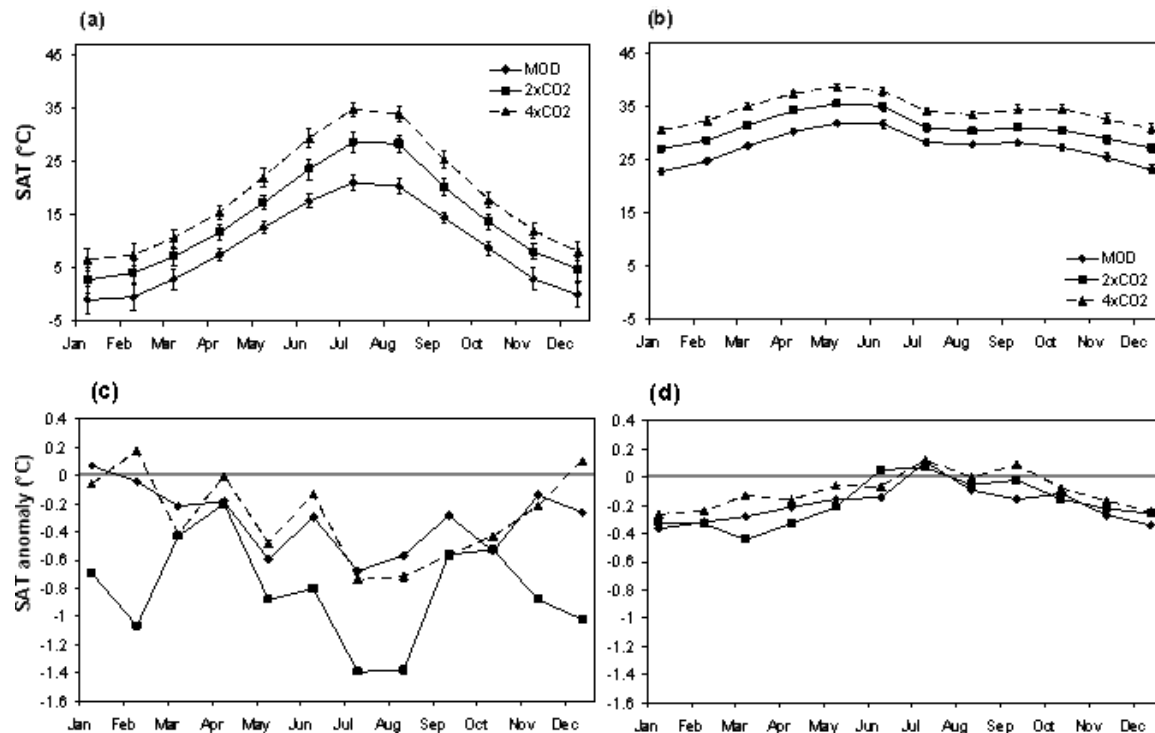 (a)
SAT (°C)
45
35
25
15
5
-5
MOD
2xCO2
4xCO2
Jan Feb Mar Apr May Jun Jul Aug Sep Oct Nov Dec
(b)
45
35
25
15
5
-5
MOD
2xCO2
4xCO2
Jan Feb Mar Apr May Jun Jul Aug Sep Oct Nov Dec
(c)
SAT anomaly (°C)
0.4
0.2
0
-0.2
-0.4
-0.6
-0.8
-1
-1.2
-1.4
-1.6
Jan Feb Mar Apr May Jun Jul Aug Sep Oct Nov Dec
(d)
0.4
0.2
0
-0.2
-0.4
-0.6
-0.8
-1
-1.2
-1.4
-1.6
Jan Feb Mar Apr May Jun Jul Aug Sep Oct Nov Dec